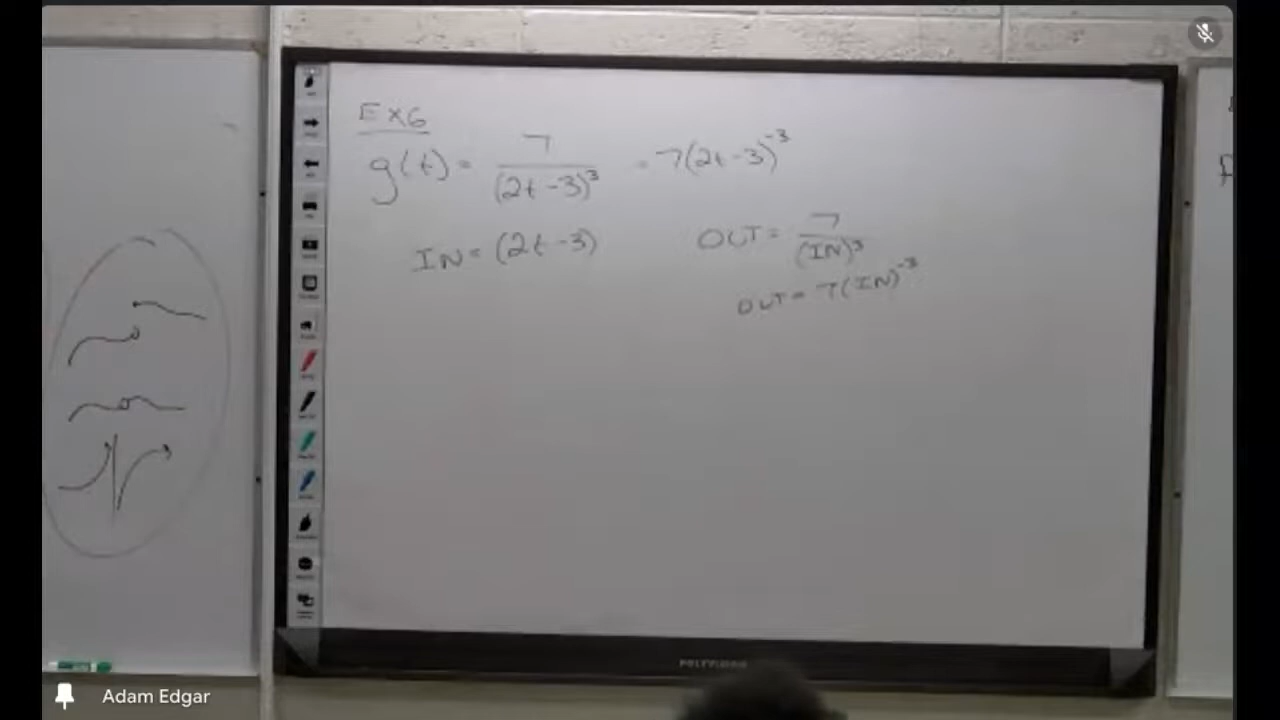 Ex6
g(t) = 7/(2t-3)³ = 7(2t-3)⁻³
IN = (2t-3) OUT = 7/(IN)³
OUT = 7(IN)⁻³
Adam Edgar